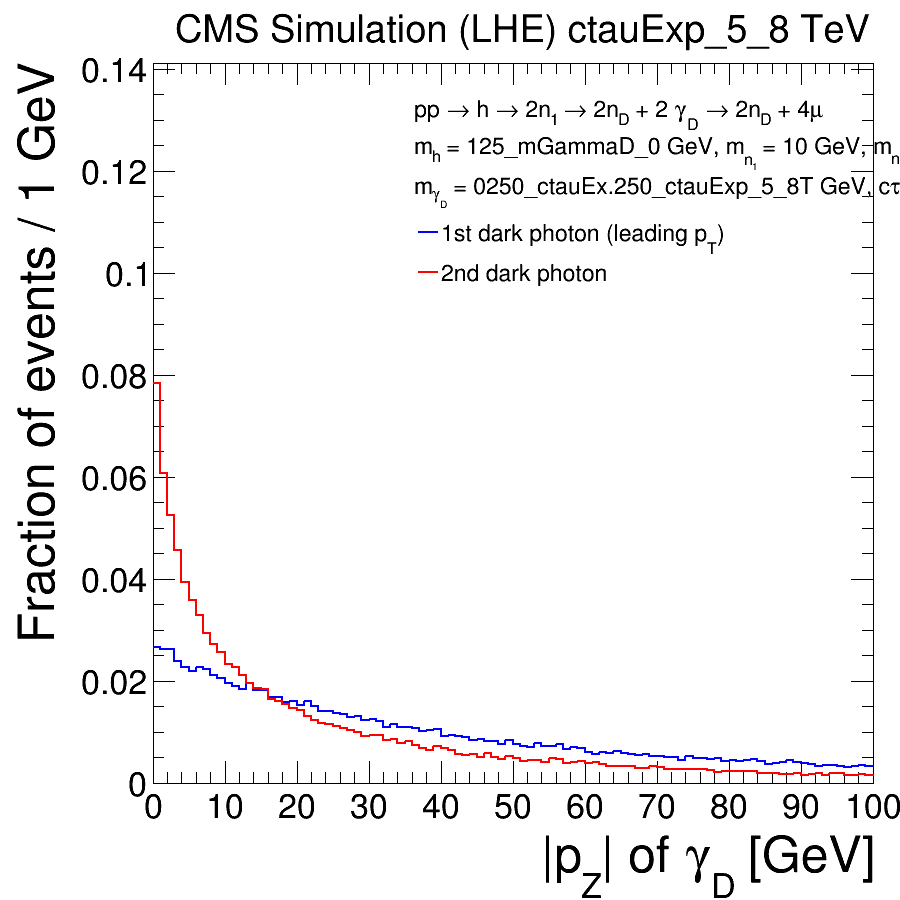 CMS Simulation (LHE) ctauExp_5_8 TeV
Fraction of events / 1 GeV
0.14
0.12
0.1
0.08
0.06
0.04
0.02
0
pp → h → 2n1 → 2nD + 2 γD → 2nD + 4μ
mh = 125_mGammaD_0 GeV, mn1 = 10 GeV, mn
mγD = 0250_ctauEx.250_ctauExp_5_8T GeV, cτ
1st dark photon (leading pT)
2nd dark photon
0 10 20 30 40 50 60 70 80 90 100
|pZ| of γD [GeV]